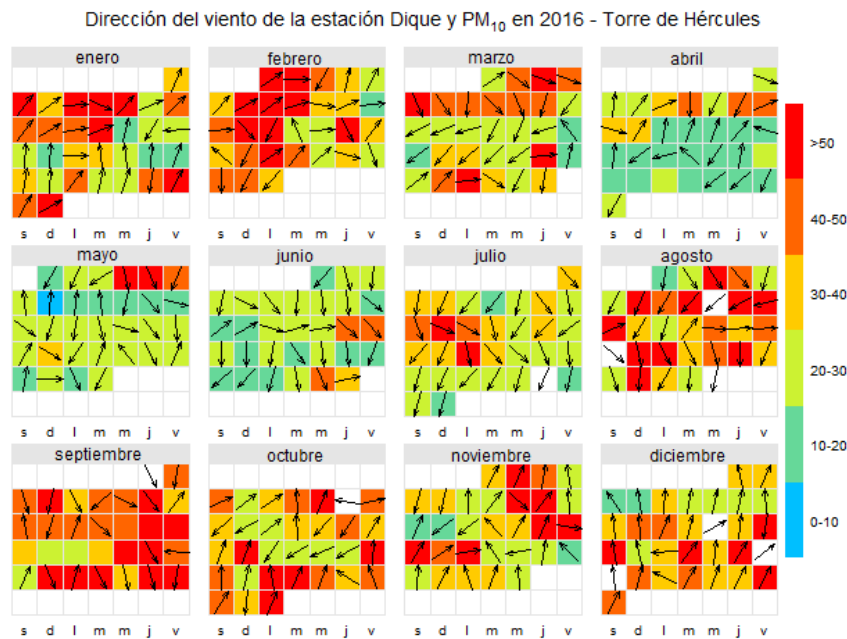 Dirección del viento de la estación Dique y PM10 en 2016 - Torre de Hércules
enero febrero marzo abril
s d l m m j v s d l m m j v s d l m m j v s d l m m j v
mayo junio julio agosto
s d l m m j v s d l m m j v s d l m m j v s d l m m j v
septiembre octubre noviembre diciembre
s d l m m j v s d l m m j v s d l m m j v s d l m m j v
>50
40-50
30-40
20-30
10-20
0-10